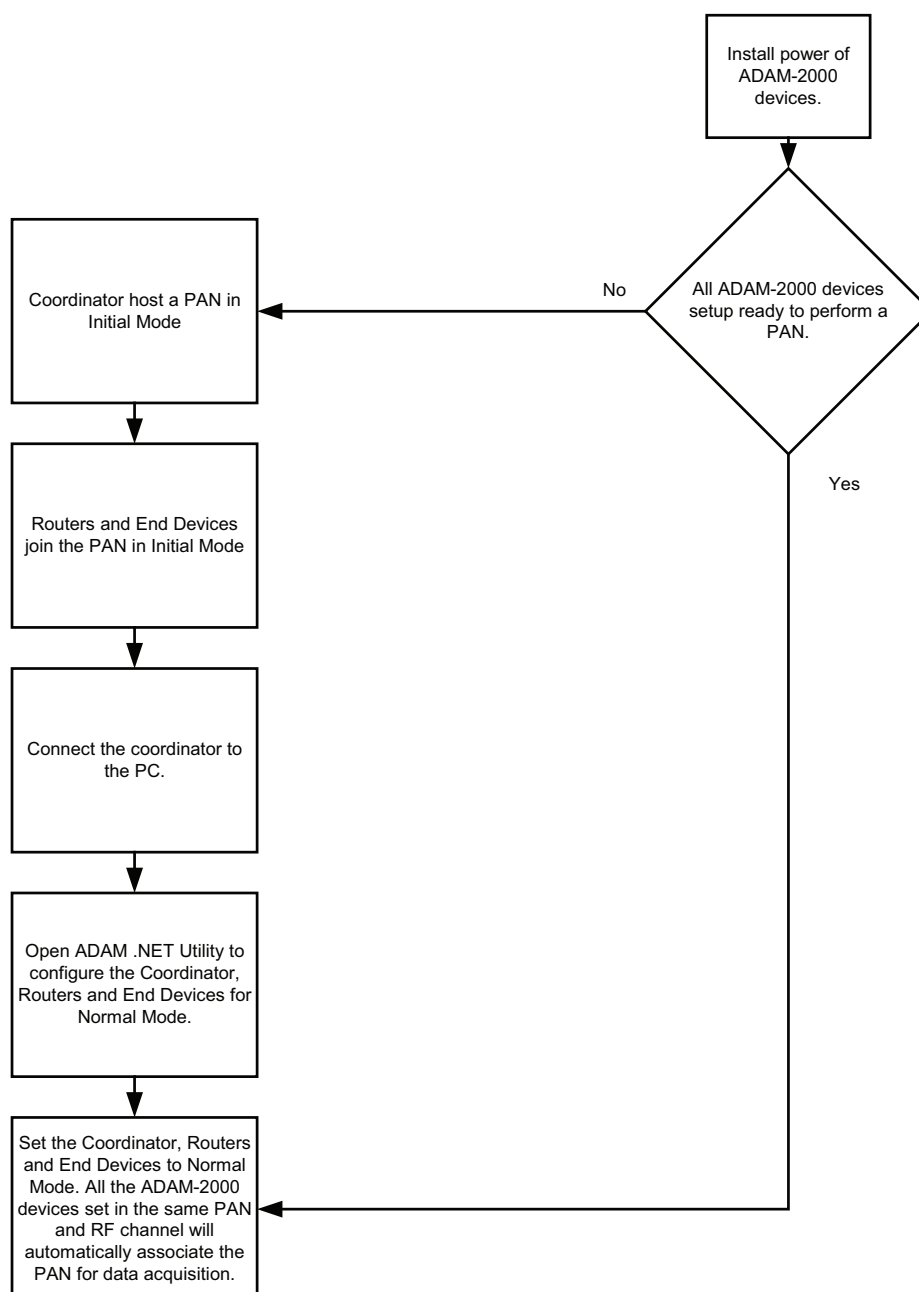 Install power of
ADAM-2000
devices.
All ADAM-2000 devices
setup ready to perform a
PAN.
No
Yes
Coordinator host a PAN in
Initial Mode
Routers and End Devices
join the PAN in Initial Mode
Connect the coordinator to
the PC.
Open ADAM .NET Utility to
configure the Coordinator,
Routers and End Devices for
Normal Mode.
Set the Coordinator, Routers
and End Devices to Normal
Mode. All the ADAM-2000
devices set in the same PAN
and RF channel will
automatically associate the
PAN for data acquisition.